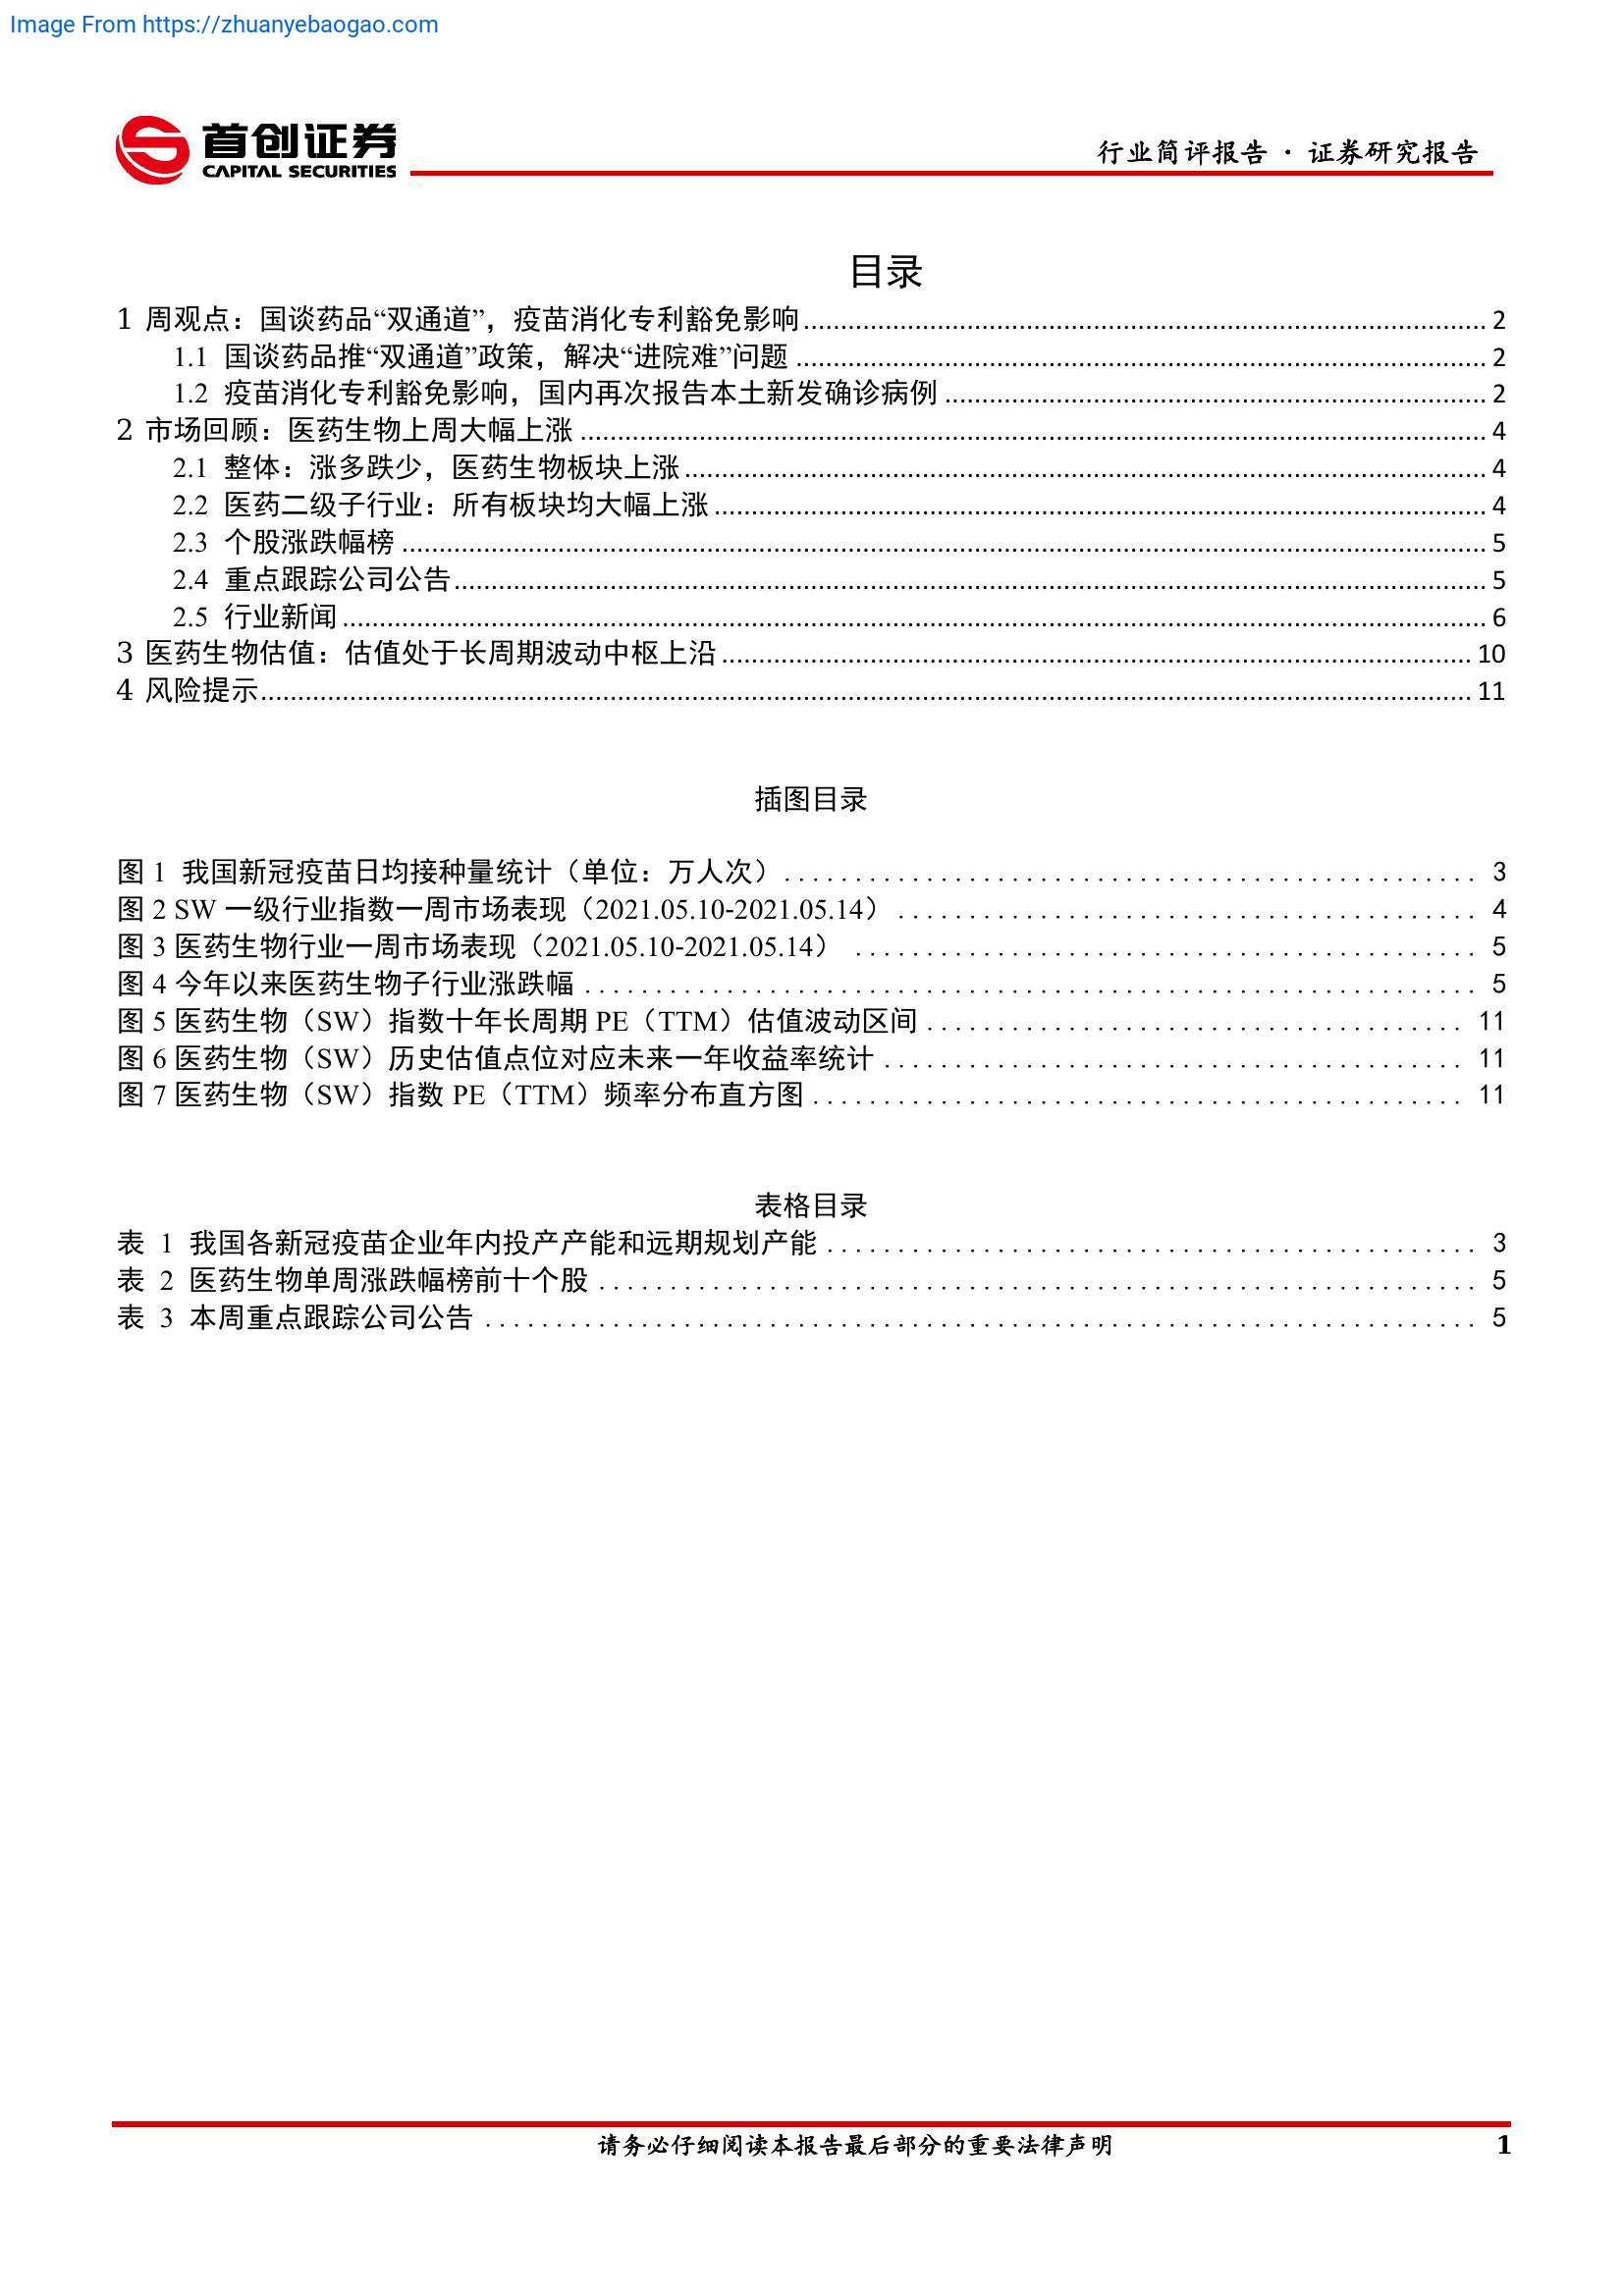 Image From https://zhuanyebaogao.com
首创证券
CAPITAL SECURITIES
行业简评报告 · 证券研究报告
目录
1 周观点：国谈药品“双通道”，疫苗消化专利豁免影响 2
1.1 国谈药品推“双通道”政策，解决“进院难”问题 2
1.2 疫苗消化专利豁免影响，国内再次报告本土新发确诊病例 2
2 市场回顾：医药生物上周大幅上涨 4
2.1 整体：涨多跌少，医药生物板块上涨 4
2.2 医药二级子行业：所有板块均大幅上涨 4
2.3 个股涨跌幅榜 5
2.4 重点跟踪公司公告 5
2.5 行业新闻 6
3 医药生物估值：估值处于长周期波动中枢上沿 10
4 风险提示 11
插图目录
图 1 我国新冠疫苗日均接种量统计（单位：万人次） 3
图 2 SW 一级行业指数一周市场表现（2021.05.10-2021.05.14） 4
图 3 医药生物行业一周市场表现（2021.05.10-2021.05.14） 5
图 4 今年以来医药生物子行业涨跌幅 5
图 5 医药生物（SW）指数十年长周期 PE（TTM）估值波动区间 11
图 6 医药生物（SW）历史估值点位对应未来一年收益率统计 11
图 7 医药生物（SW）指数 PE（TTM）频率分布直方图 11
表格目录
表 1 我国各新冠疫苗企业年内投产产能和远期规划产能 3
表 2 医药生物单周涨跌幅榜前十个股 5
表 3 本周重点跟踪公司公告 5
请务必仔细阅读本报告最后部分的重要法律声明 1